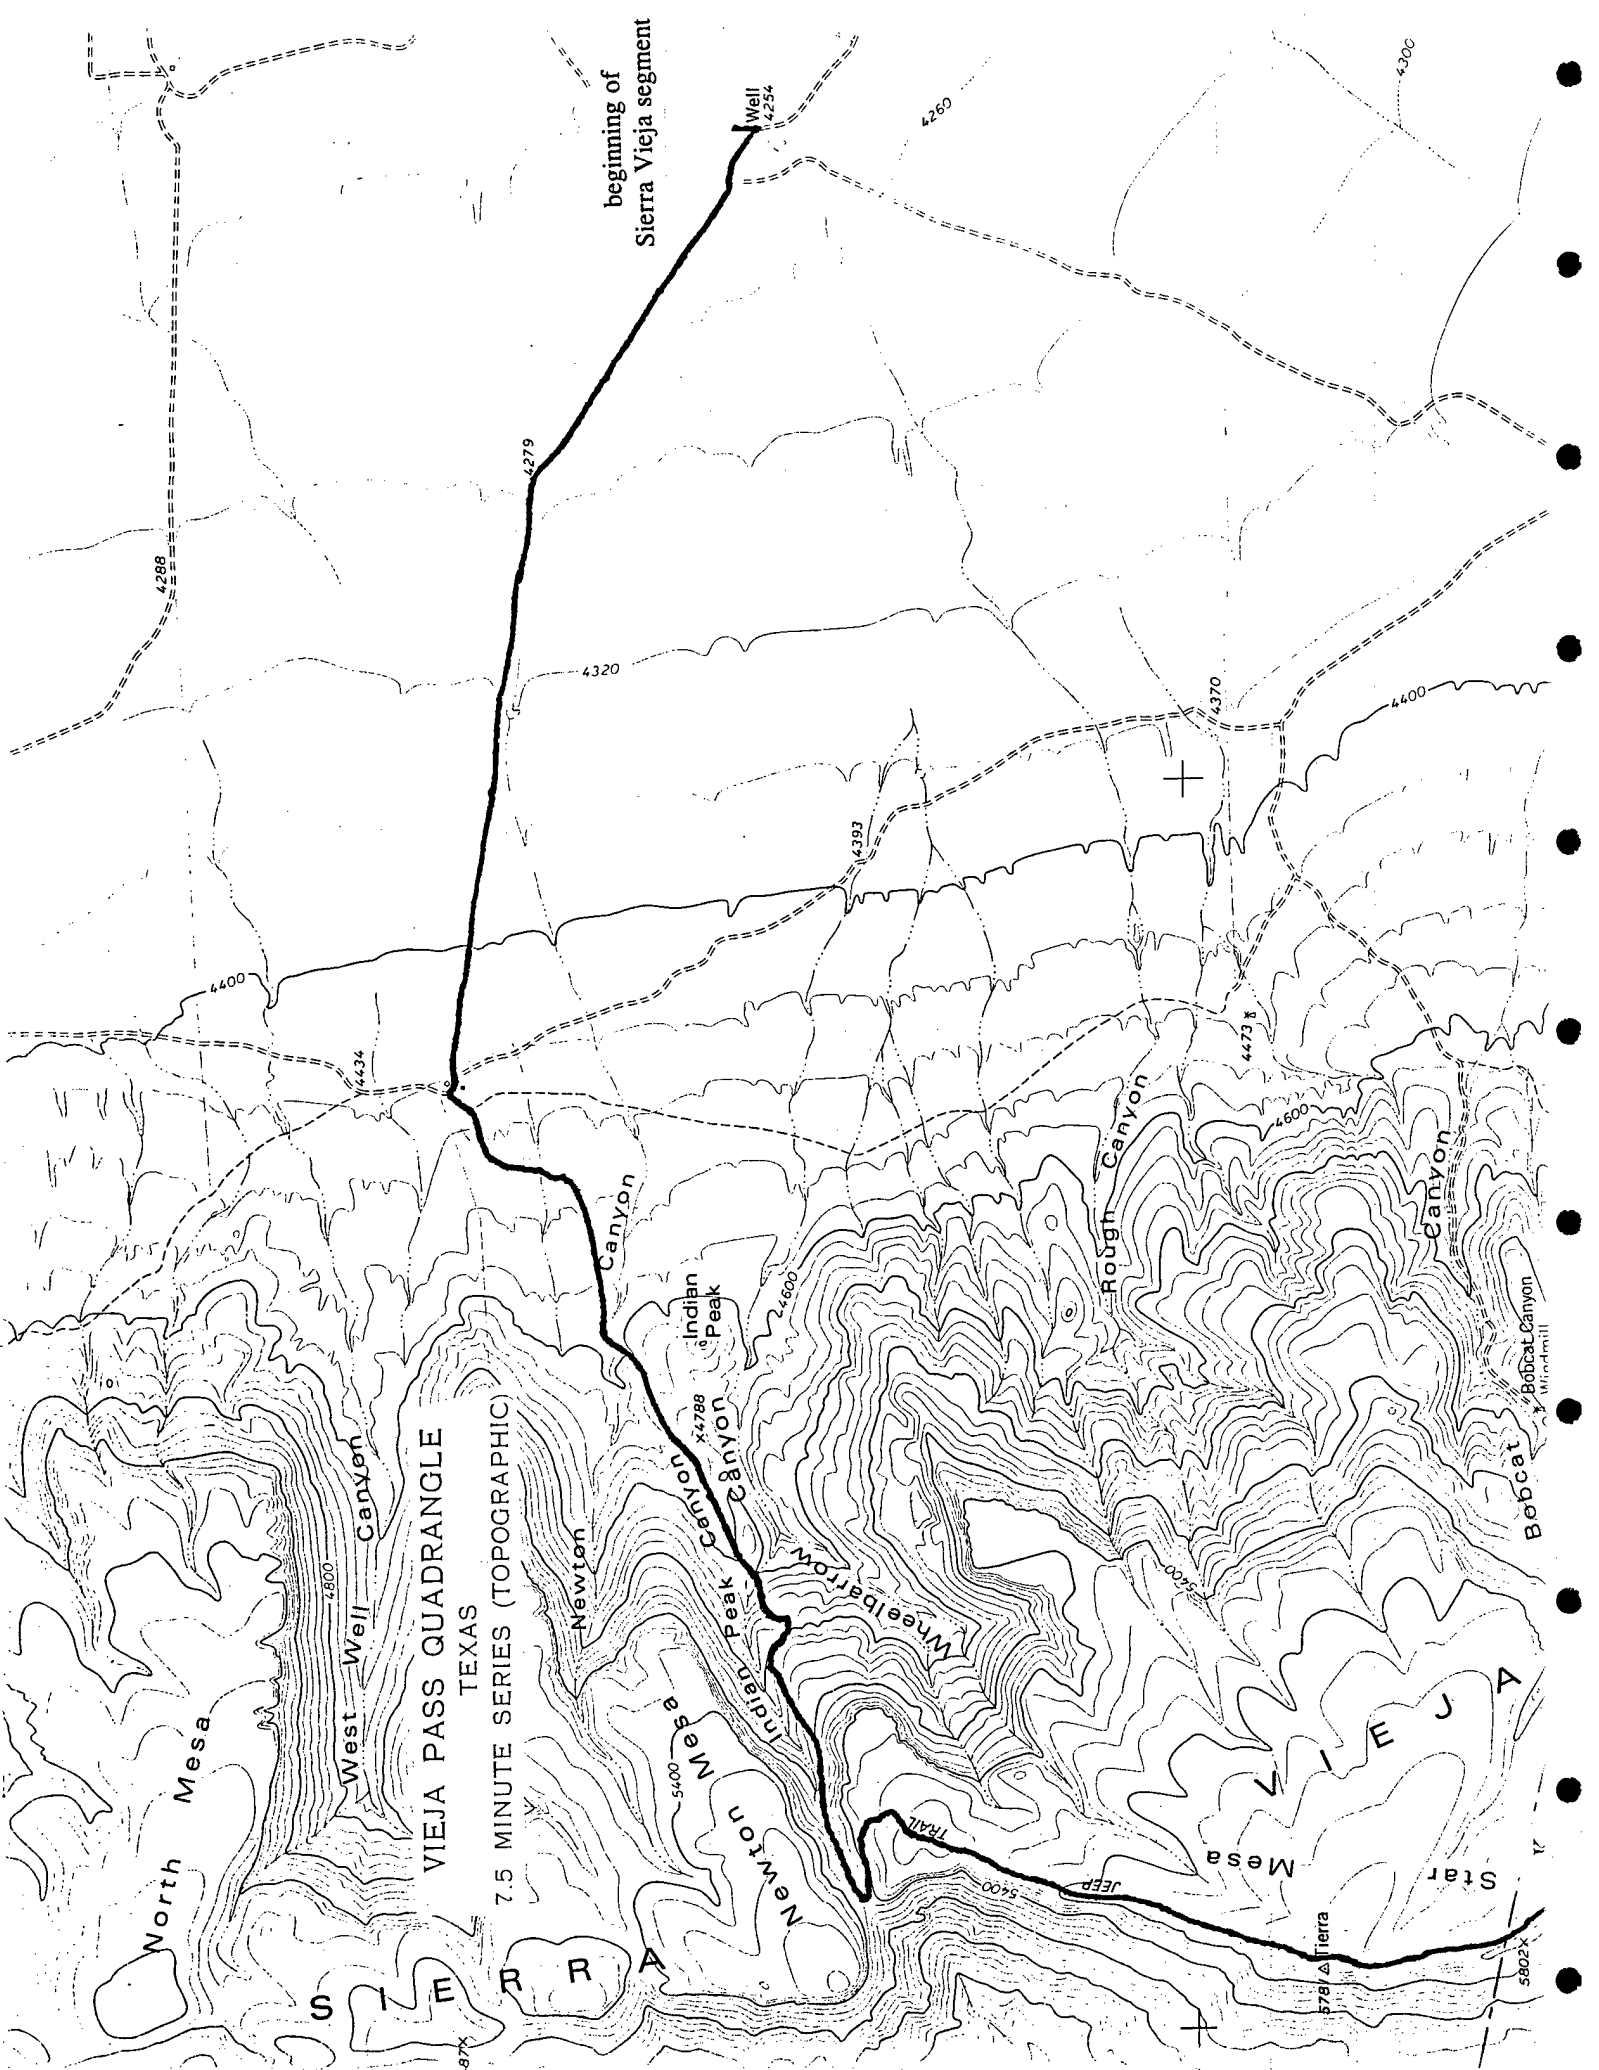 beginning of
Sierra Vieja segment
Well
4254
4260
4300
4279
4288
4320
4370
4400
4393
4400
4434
4473
4600
Rough Canyon
Canyon
Canyon
Indian
Peak
4600
X4788
Canyon
Bobcat Canyon
Windmill
Bobcat
West Well Canyon
4800
VIEJA PASS QUADRANGLE
TEXAS
7.5 MINUTE SERIES (TOPOGRAPHIC)
Newton
Indian Peak Canyon
Wheelbarrow
5400
North Mesa
Newton Mesa
5400
TRAIL
JEEP
5400
Mesa
Star
SIERRA
VIEJA
Tierra
5802X
87X